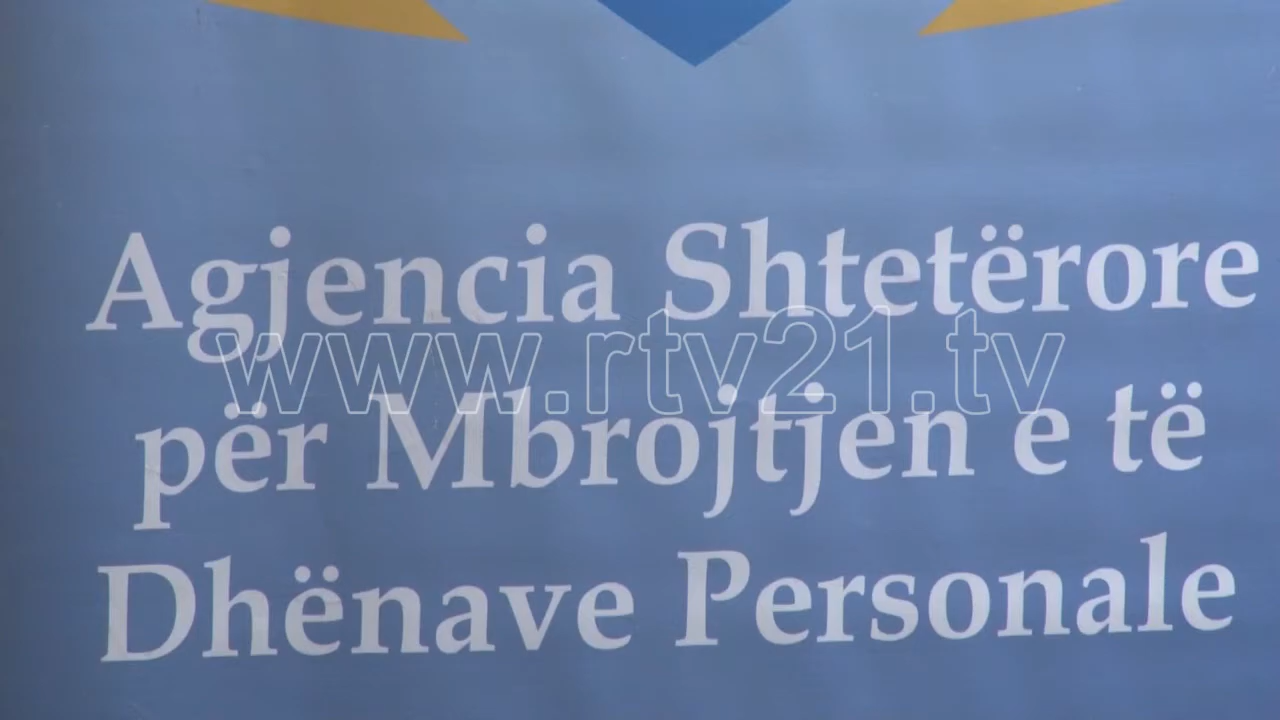 Agjencia Shtetërore
www.rtv21.tv
për Mbrojtjen e të
Dhënave Personale